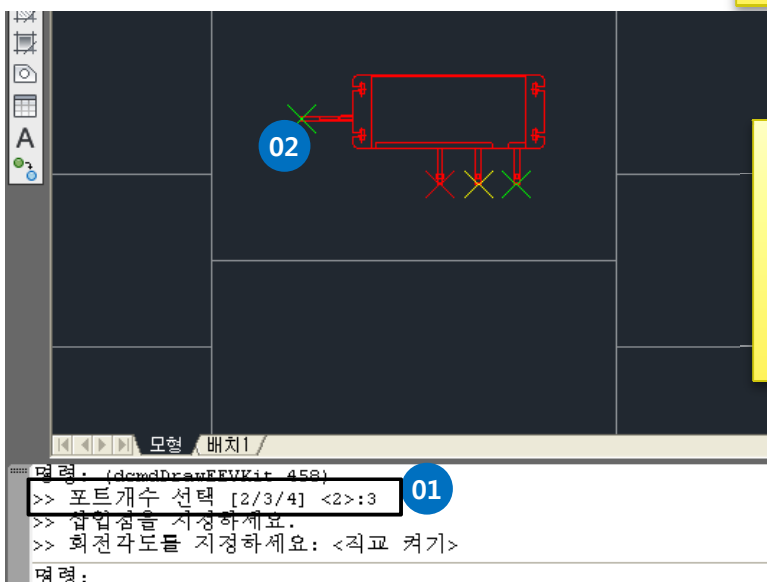 A
02
모형 배치1
명령: (dcmdDrawEEVKit 458)
>> 포트개수 선택 [2/3/4] <2>:3
01
>> 삽입점을 지정하세요.
>> 회전각도를 지정하세요: <직교 켜기>
명령: